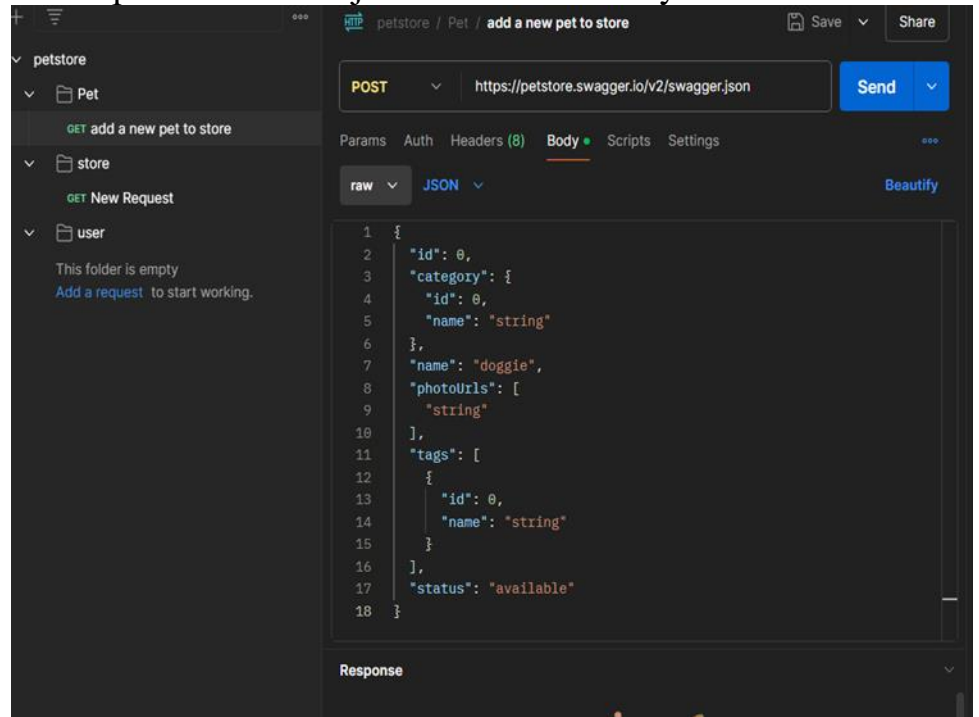 HTTP petstore / Pet / add a new pet to store Save Share
petstore
Pet
GET add a new pet to store
store
GET New Request
user
This folder is empty
Add a request to start working.
POST https://petstore.swagger.io/v2/swagger.json Send
Params Auth Headers (8) Body Scripts Settings
raw JSON Beautify
1 {
2 "id": 0,
3 "category": {
4 "id": 0,
5 "name": "string"
6 },
7 "name": "doggie",
8 "photoUrls": [
9 "string"
10 ],
11 "tags": [
12 {
13 "id": 0,
14 "name": "string"
15 }
16 ],
17 "status": "available"
18 }
Response